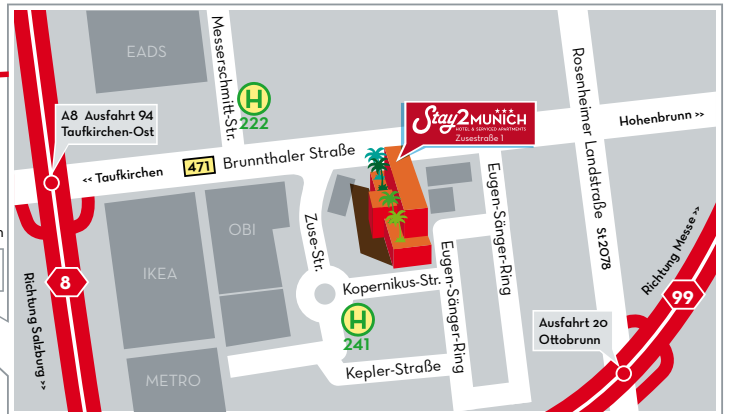 EADS
Messerschmitt-Str.
H
222
A8 Ausfahrt 94
Taufkirchen-Ost
<< Taufkirchen
471
Brunnthaler Straße
Stay2MUNICH
HOTEL & SERVICED APARTMENTS
Zusestraße 1
Hohenbrunn >>
Rosenheimer Landstraße St2078
OBI
IKEA
METRO
Zuse-Str.
Eugen-Sänger-Ring
Eugen-Sänger-Ring
Kopernikus-Str.
H
241
Kepler-Straße
8
Richtung Salzburg >>
Richtung Messe >>
99
Ausfahrt 20
Ottobrunn
n